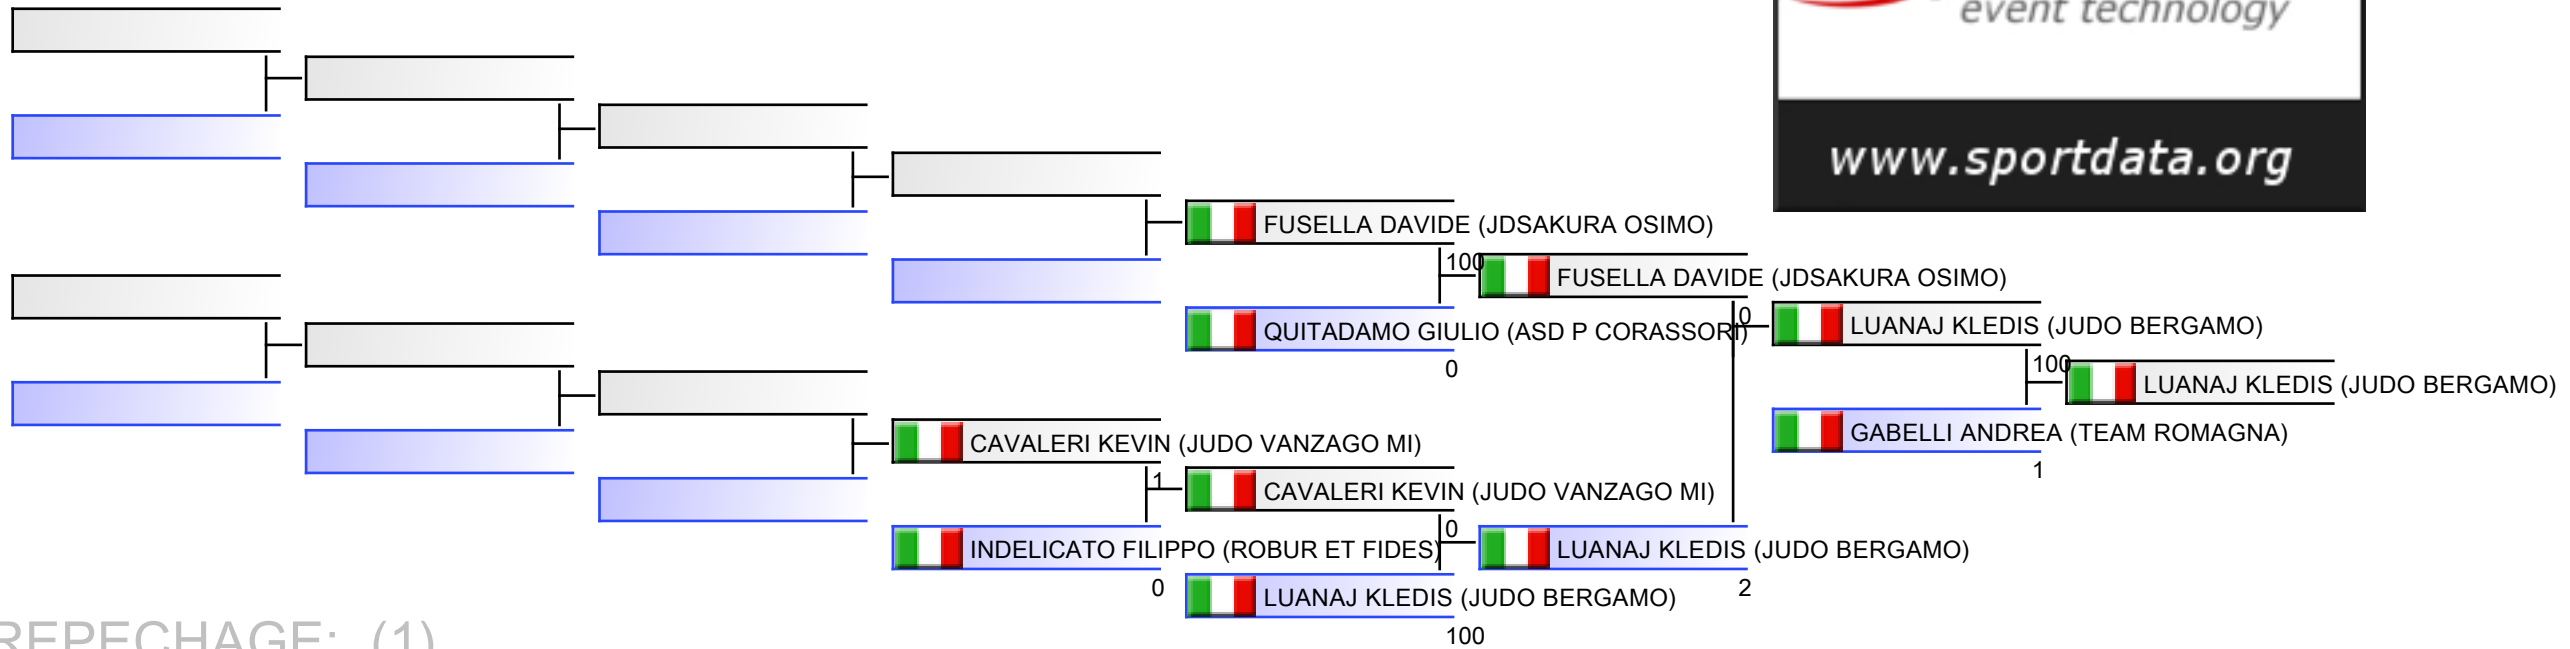 event technology
www.sportdata.org
FUSELLA DAVIDE (JDSAKURA OSIMO)
100
FUSELLA DAVIDE (JDSAKURA OSIMO)
0
QUITADAMO GIULIO (ASD P CORASSORI)
0
LUANAJ KLEDIS (JUDO BERGAMO)
100
LUANAJ KLEDIS (JUDO BERGAMO)
GABELLI ANDREA (TEAM ROMAGNA)
1
CAVALERI KEVIN (JUDO VANZAGO MI)
1
CAVALERI KEVIN (JUDO VANZAGO MI)
0
INDELICATO FILIPPO (ROBUR ET FIDES)
0
LUANAJ KLEDIS (JUDO BERGAMO)
2
LUANAJ KLEDIS (JUDO BERGAMO)
100
REPECHAGE: (1)